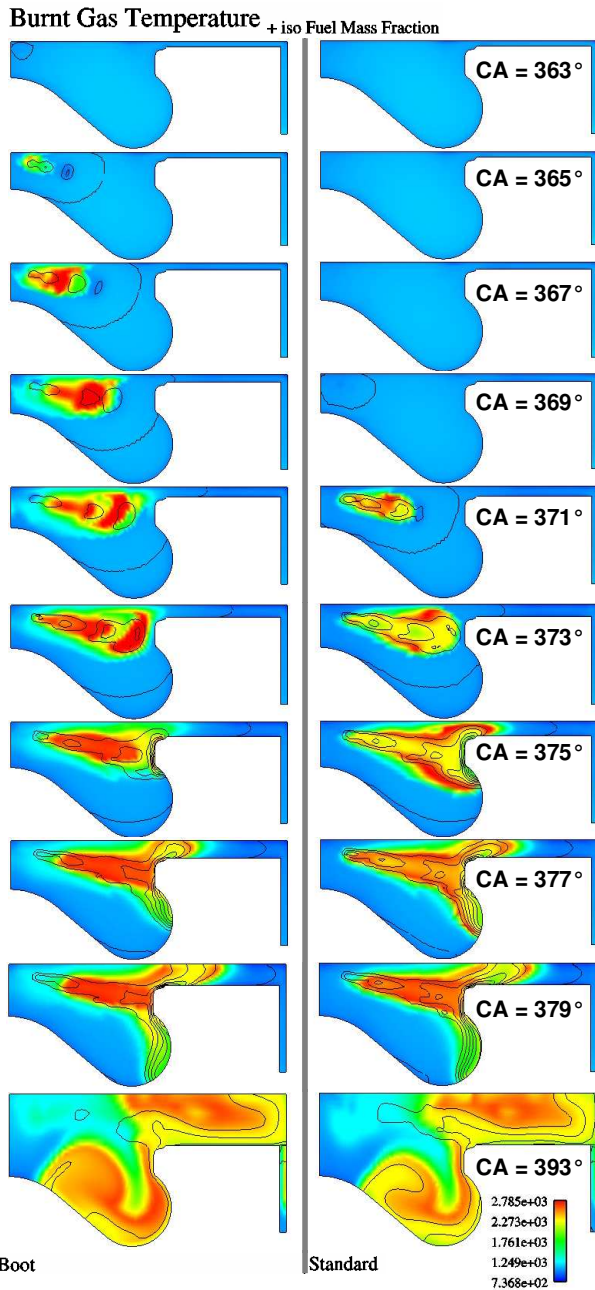 Burnt Gas Temperature + iso Fuel Mass Fraction
CA = 363°
CA = 365°
CA = 367°
CA = 369°
CA = 371°
CA = 373°
CA = 375°
CA = 377°
CA = 379°
CA = 393°
2.785e+03
2.273e+03
1.761e+03
1.249e+03
7.368e+02
Boot
Standard